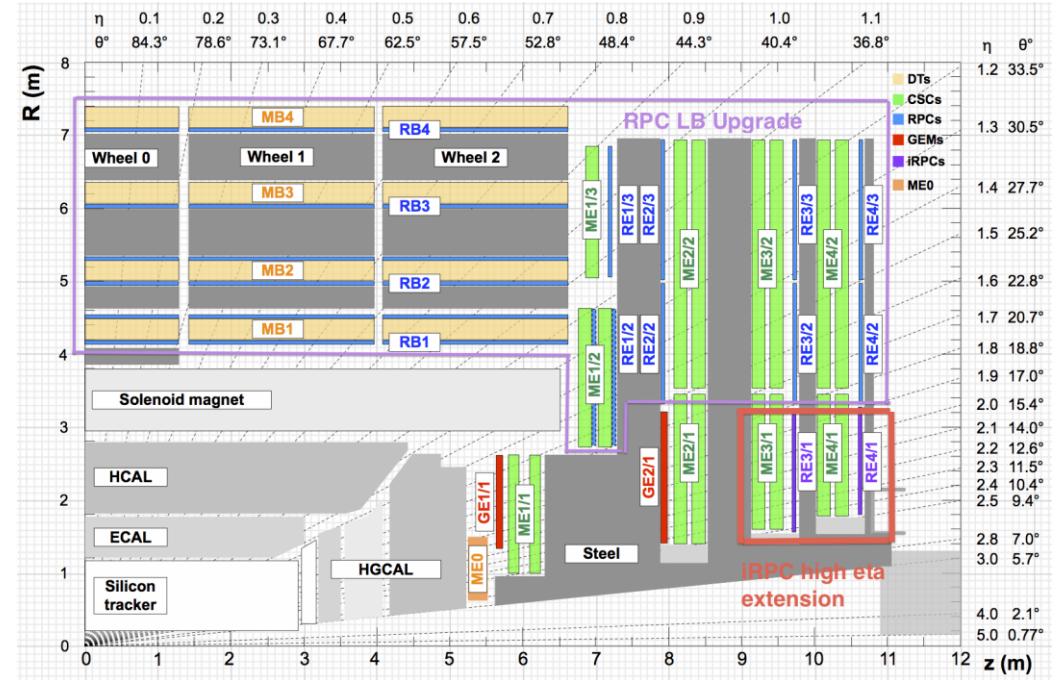 η 0.1 0.2 0.3 0.4 0.5 0.6 0.7 0.8 0.9 1.0 1.1
θ° 84.3° 78.6° 73.1° 67.7° 62.5° 57.5° 52.8° 48.4° 44.3° 40.4° 36.8° η θ°
R (m)
8
7
6
5
4
3
2
1
0
1.2 33.5°
1.3 30.5°
1.4 27.7°
1.5 25.2°
1.6 22.8°
1.7 20.7°
1.8 18.8°
1.9 17.0°
2.0 15.4°
2.1 14.0°
2.2 12.6°
2.3 11.5°
2.4 10.4°
2.5 9.4°
2.8 7.0°
3.0 5.7°
4.0 2.1°
5.0 0.77°
DTs
CSCs
RPCs
GEMs
iRPCs
ME0
RPC LB Upgrade
MB4
RB4
Wheel 0 Wheel 1 Wheel 2
MB3
RB3
MB2
RB2
MB1
RB1
ME1/3
RE1/3
RE2/3
ME2/2
ME3/2
RE3/3
ME4/2
RE4/3
ME1/2
RE1/2
RE2/2
RE3/2
RE4/2
Solenoid magnet
HCAL
ECAL
Silicon
tracker
HGCAL
ME0
GE1/1
ME1/1
Steel
GE2/1
ME2/1
ME3/1
RE3/1
ME4/1
RE4/1
iRPC high eta
extension
0 1 2 3 4 5 6 7 8 9 10 11 12 z (m)